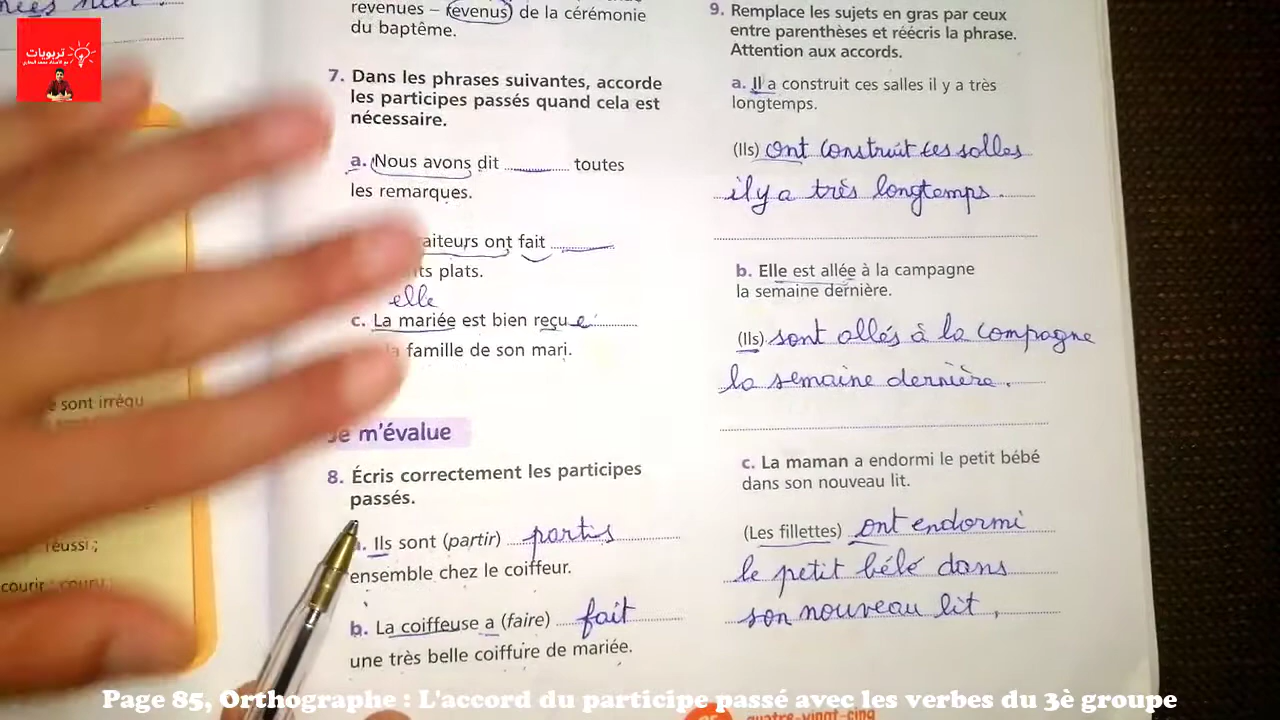 تربويات
revenues – revenus) de la cérémonie
du baptême.
7. Dans les phrases suivantes, accorde
les participes passés quand cela est
nécessaire.
a. Nous avons dit ............ toutes
les remarques.
aiteurs ont fait ............
ts plats.
elle
c. La mariée est bien reçu e ............
la famille de son mari.
Je m'évalue
8. Écris correctement les participes
passés.
a. Ils sont (partir) partis
ensemble chez le coiffeur.
b. La coiffeuse a (faire) fait
une très belle coiffure de mariée.
9. Remplace les sujets en gras par ceux
entre parenthèses et réécris la phrase.
Attention aux accords.
a. Il a construit ces salles il y a très
longtemps.
(Ils) ont construit ces salles
il y a très longtemps.
b. Elle est allée à la campagne
la semaine dernière.
(Ils) sont allés à la campagne
la semaine dernière.
c. La maman a endormi le petit bébé
dans son nouveau lit.
(Les fillettes) ont endormi
le petit bébé dans
son nouveau lit.
e sont irrégu
réussi ;
courir : couru ;
quatre-vingt-cinq
Page 85, Orthographe : L'accord du participe passé avec les verbes du 3è groupe